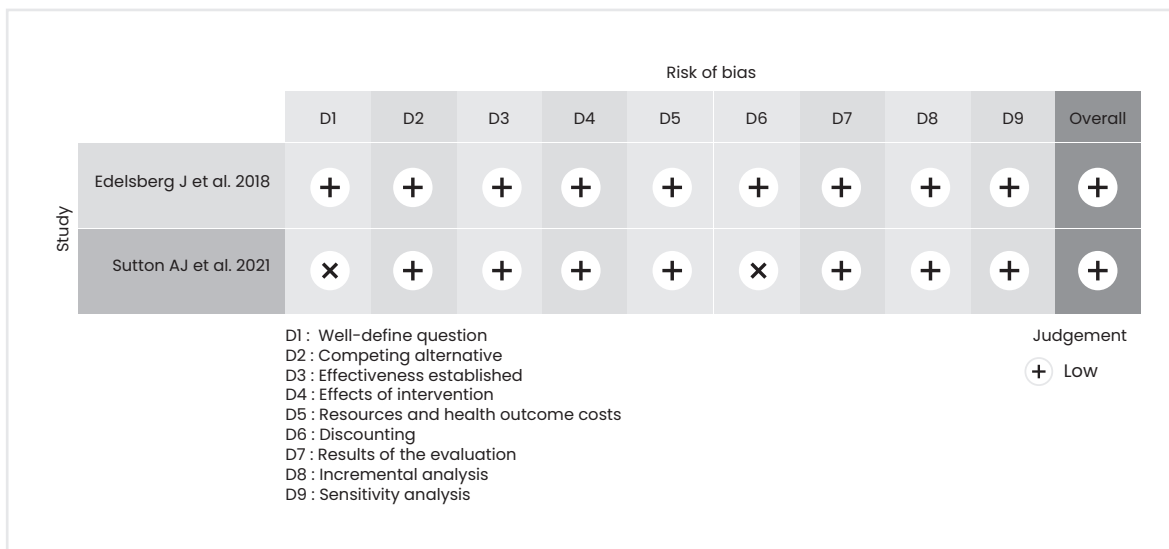 Risk of bias
D1 D2 D3 D4 D5 D6 D7 D8 D9 Overall
Study
Edelsberg J et al. 2018 + + + + + + + + + +
Sutton AJ et al. 2021 × + + + + × + + + +
D1 : Well-define question
D2 : Competing alternative
D3 : Effectiveness established
D4 : Effects of intervention
D5 : Resources and health outcome costs
D6 : Discounting
D7 : Results of the evaluation
D8 : Incremental analysis
D9 : Sensitivity analysis
Judgement
+ Low